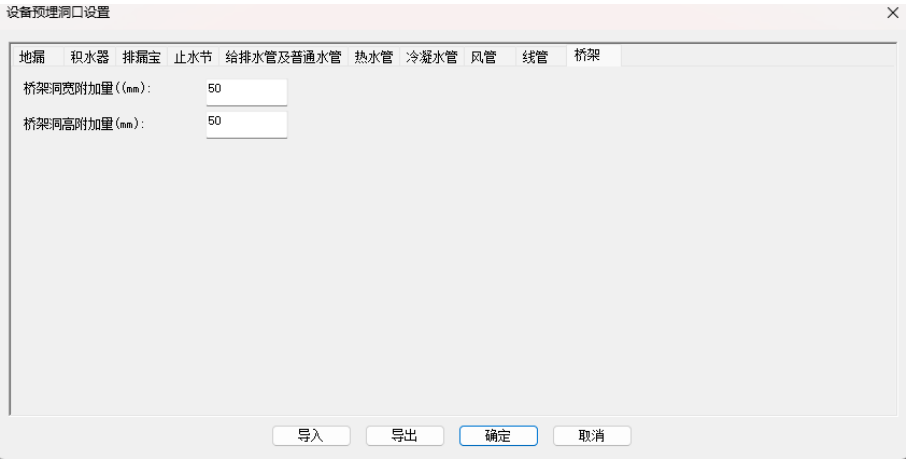 设备预埋洞口设置
地漏 积水器 排漏宝 止水节 给排水管及普通水管 热水管 冷凝水管 风管 线管 桥架
桥架洞宽附加量((mm):
50
桥架洞高附加量(mm):
50
导入 导出 确定 取消